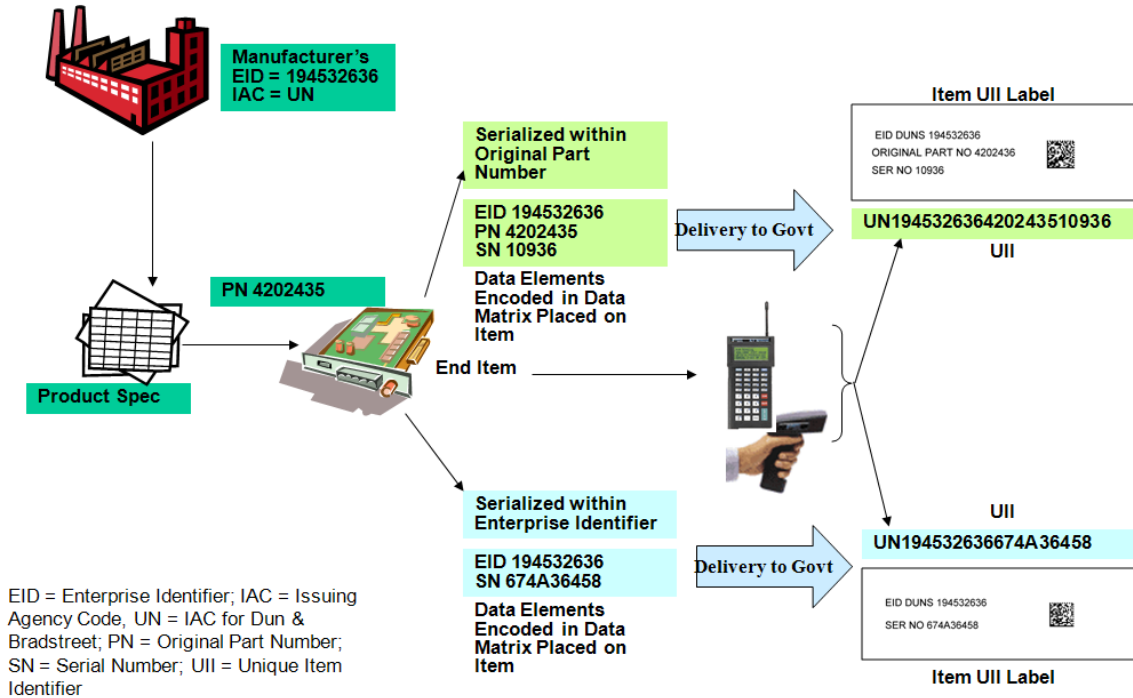 Manufacturer's
EID = 194532636
IAC = UN
Item UII Label
EID DUNS 194532636
ORIGINAL PART NO 4202436
SER NO 10936
Serialized within
Original Part
Number
EID 194532636
PN 4202435
SN 10936
Delivery to Govt
UN194532636420243510936
UII
Data Elements
Encoded in Data
Matrix Placed on
Item
PN 4202435
End Item
Product Spec
Serialized within
Enterprise Identifier
UII
UN194532636674A36458
EID 194532636
SN 674A36458
Delivery to Govt
Data Elements
Encoded in Data
Matrix Placed on
Item
EID DUNS 194532636
SER NO 674A36458
Item UII Label
EID = Enterprise Identifier; IAC = Issuing
Agency Code, UN = IAC for Dun &
Bradstreet; PN = Original Part Number;
SN = Serial Number; UII = Unique Item
Identifier